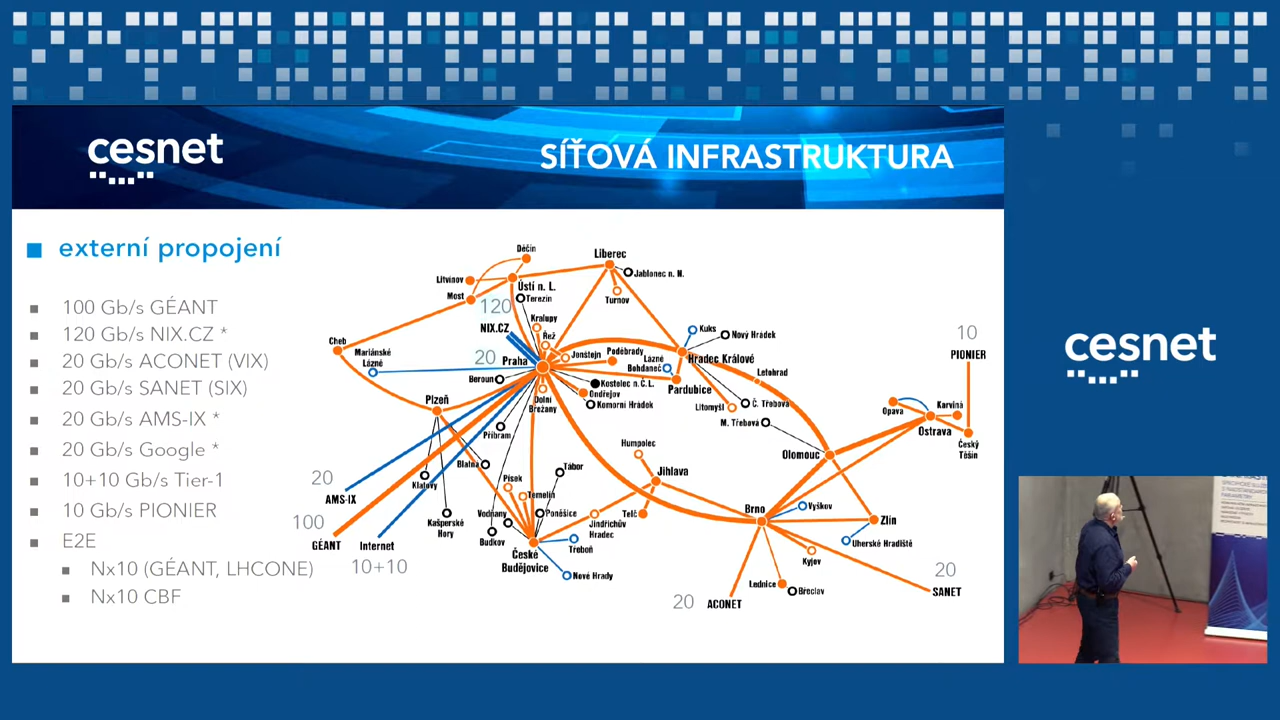 cesnet
SÍŤOVÁ INFRASTRUKTURA
externí propojení
100 Gb/s GÉANT
120 Gb/s NIX.CZ *
20 Gb/s ACONET (VIX)
20 Gb/s SANET (SIX)
20 Gb/s AMS-IX *
20 Gb/s Google *
10+10 Gb/s Tier-1
10 Gb/s PIONIER
E2E
Nx10 (GÉANT, LHCONE)
Nx10 CBF
Děčín
Liberec
Litvínov
Jablonec n. N.
Ústí n. L.
Most
Terezín
Turnov
120
NIX.CZ
Kralupy
Řež
Kuks
Nový Hrádek
10
PIONIER
Cheb
Mariánské
Lázně
20
Praha
Jonštejn
Poděbrady
Lázně
Bohdaneč
Hradec Králové
Letohrad
Beroun
Kostelec n.Č.L.
Ondřejov
Pardubice
Dolní
Břežany
Komorní Hrádek
Litomyšl
Č. Třebová
M. Třebová
Plzeň
Příbram
Opava
Karviná
Ostrava
Český
Těšín
Humpolec
Olomouc
Blatná
Tábor
Jihlava
Klatovy
Písek
Temelín
20
AMS-IX
Vodňany
Poněšice
Jindřichův
Hradec
Telč
Brno
Vyškov
Zlín
100
GÉANT
Internet
10+10
Kašperské
Hory
Budkov
České
Budějovice
Třeboň
Nové Hrady
Uherské Hradiště
Kyjov
Lednice
Břeclav
20
ACONET
20
SANET
cesnet